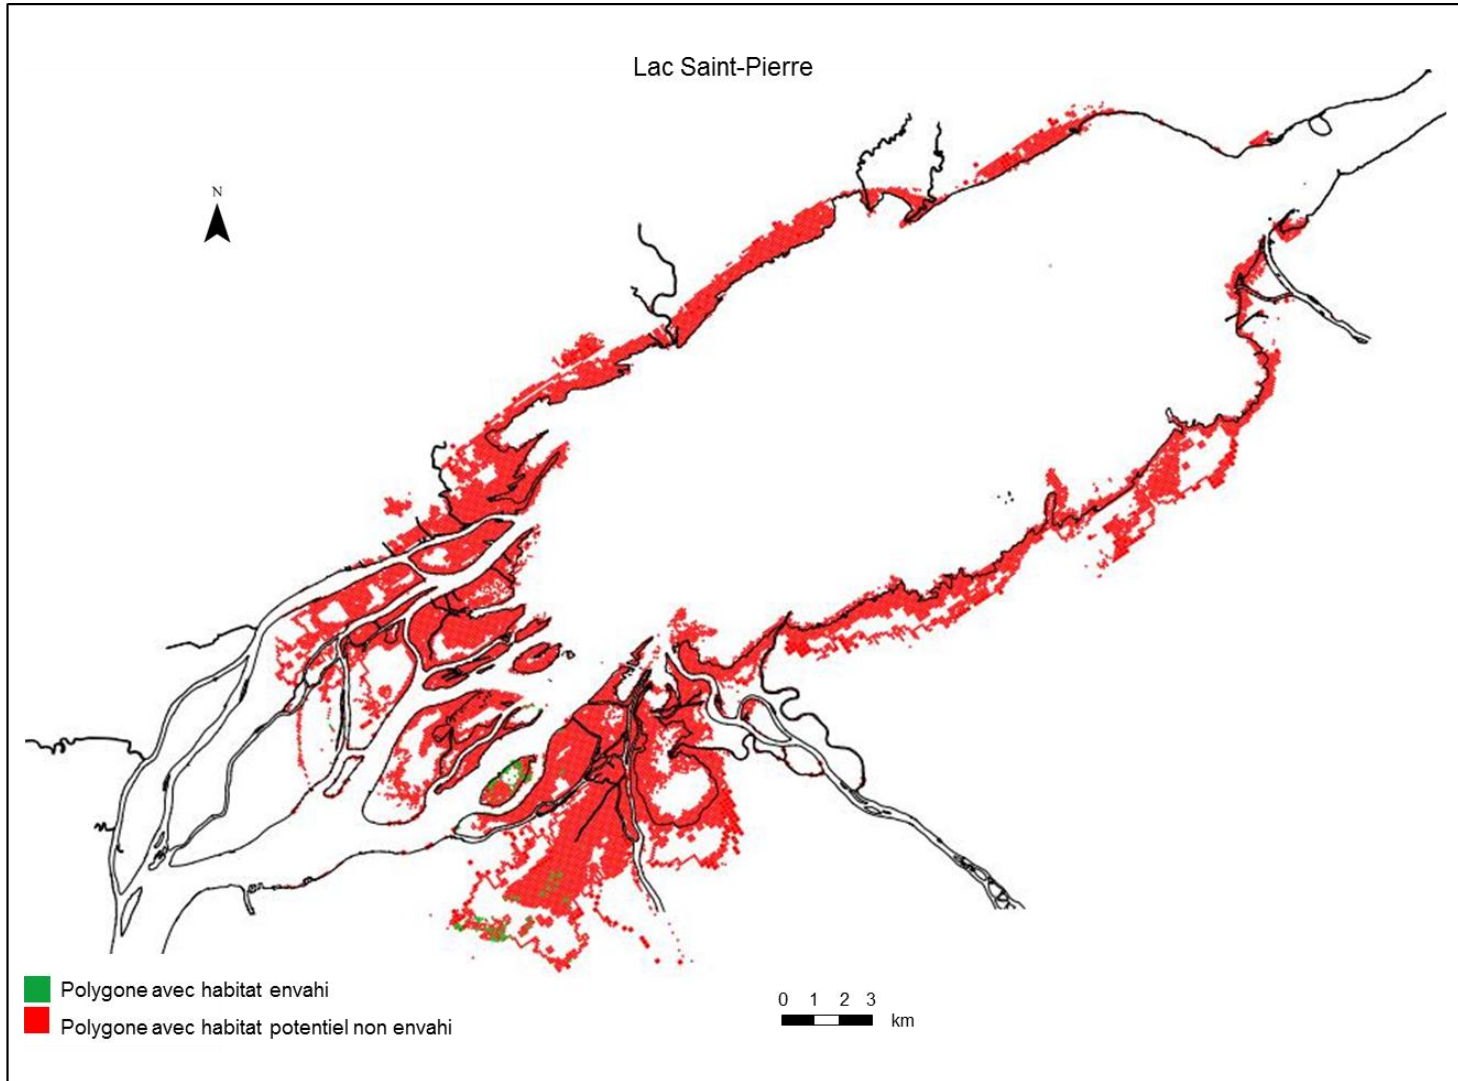 Lac Saint-Pierre
N
Polygone avec habitat envahi
Polygone avec habitat potentiel non envahi
0 1 2 3
km